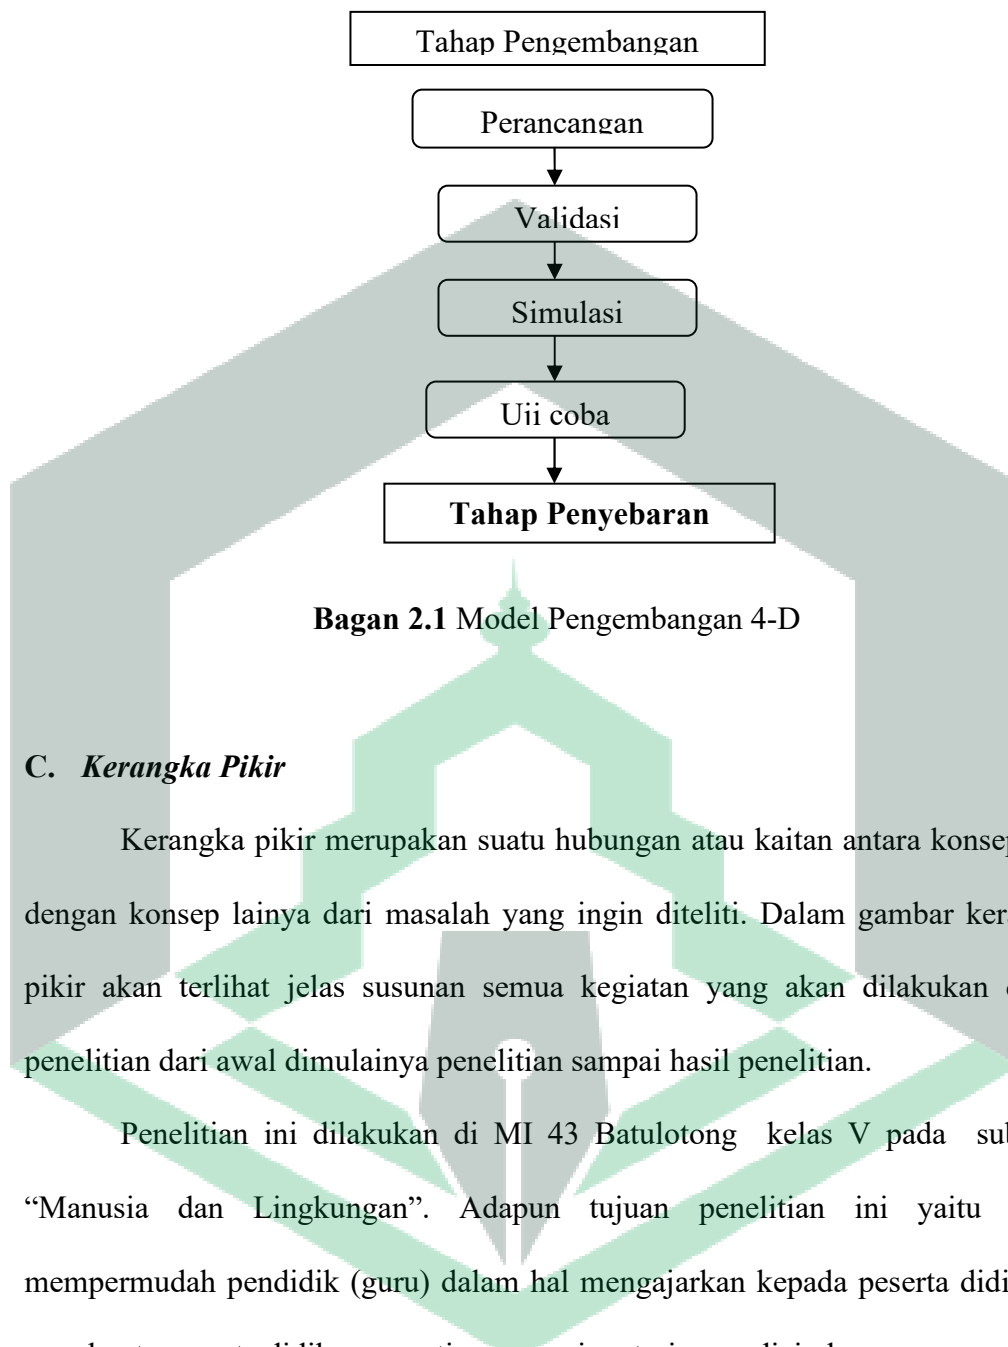 Tahap Pengembangan
Perancangan
Validasi
Simulasi
Uji coba
Tahap Penyebaran
Bagan 2.1 Model Pengembangan 4-D
C. Kerangka Pikir
Kerangka pikir merupakan suatu hubungan atau kaitan antara konsep
dengan konsep lainya dari masalah yang ingin diteliti. Dalam gambar
pikir akan terlihat jelas susunan semua kegiatan yang akan dilakukan
penelitian dari awal dimulainya penelitian sampai hasil penelitian.
Penelitian ini dilakukan di MI 43 Batulotong kelas V pada
“Manusia dan Lingkungan”. Adapun tujuan penelitian ini yaitu
mempermudah pendidik (guru) dalam hal mengajarkan kepada peserta